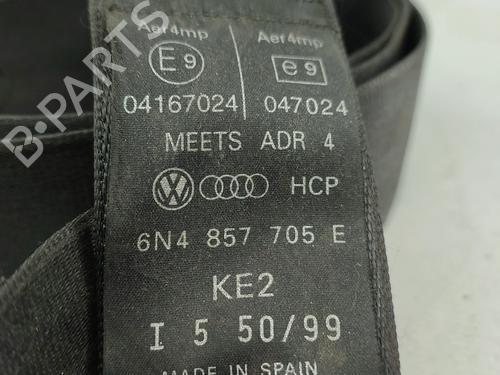 Aer4mp Aer4mp
E9 e9
04167024 047024
MEETS ADR 4
HCP
6N4 857 705 E
KE2
I 5 50/99
MADE IN SPAIN
B-PARTS